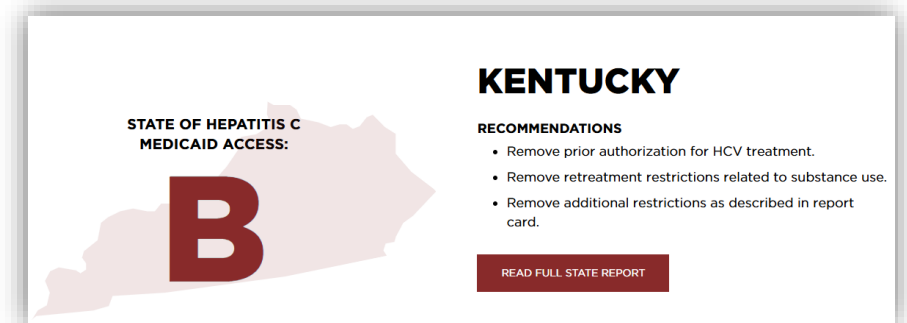 STATE OF HEPATITIS C
MEDICAID ACCESS:
B
KENTUCKY
RECOMMENDATIONS
• Remove prior authorization for HCV treatment.
• Remove retreatment restrictions related to substance use.
• Remove additional restrictions as described in report
card.
READ FULL STATE REPORT